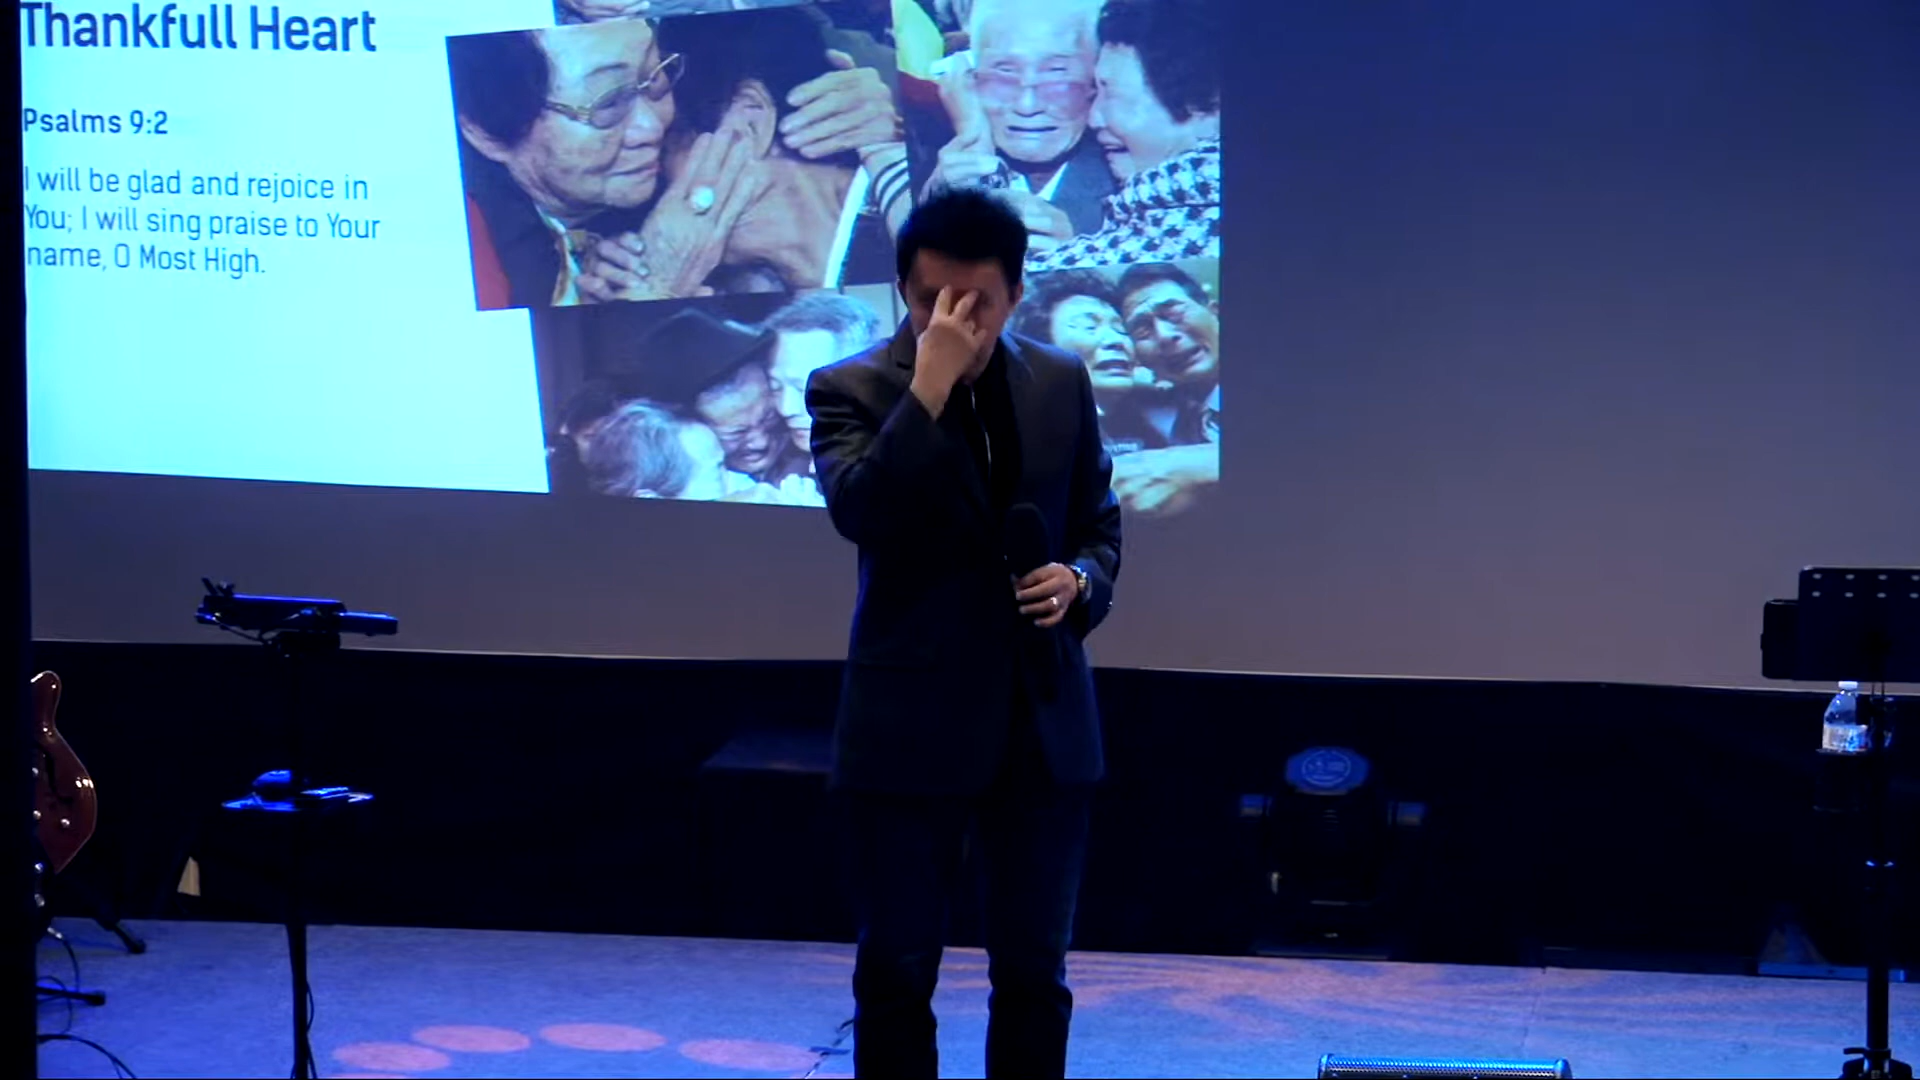 Thankfull Heart
Psalms 9:2
I will be glad and rejoice in
You; I will sing praise to Your
name, O Most High.